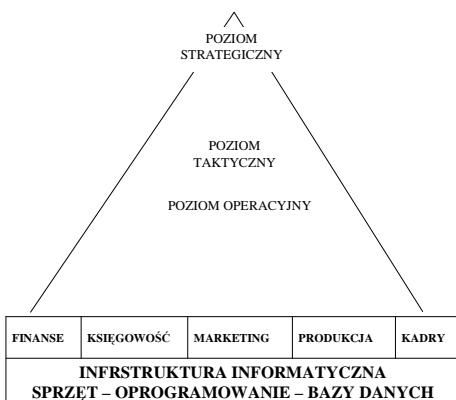 POZIOM
STRATEGICZNY
POZIOM
TAKTYCZNY
POZIOM OPERACYJNY
FINANSE KSIĘGOWOŚĆ MARKETING PRODUKCJA KADRY
INFRSTRUKTURA INFORMATYCZNA
SPRZĘT – OPROGRAMOWANIE – BAZY DANYCH